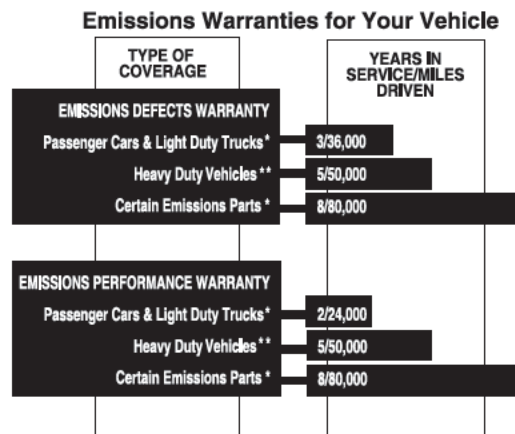 Emissions Warranties for Your Vehicle
TYPE OF
COVERAGE
YEARS IN
SERVICE/MILES
DRIVEN
EMISSIONS DEFECTS WARRANTY
Passenger Cars & Light Duty Trucks* 3/36,000
Heavy Duty Vehicles** 5/50,000
Certain Emissions Parts * 8/80,000
EMISSIONS PERFORMANCE WARRANTY
Passenger Cars & Light Duty Trucks* 2/24,000
Heavy Duty Vehicles** 5/50,000
Certain Emissions Parts * 8/80,000